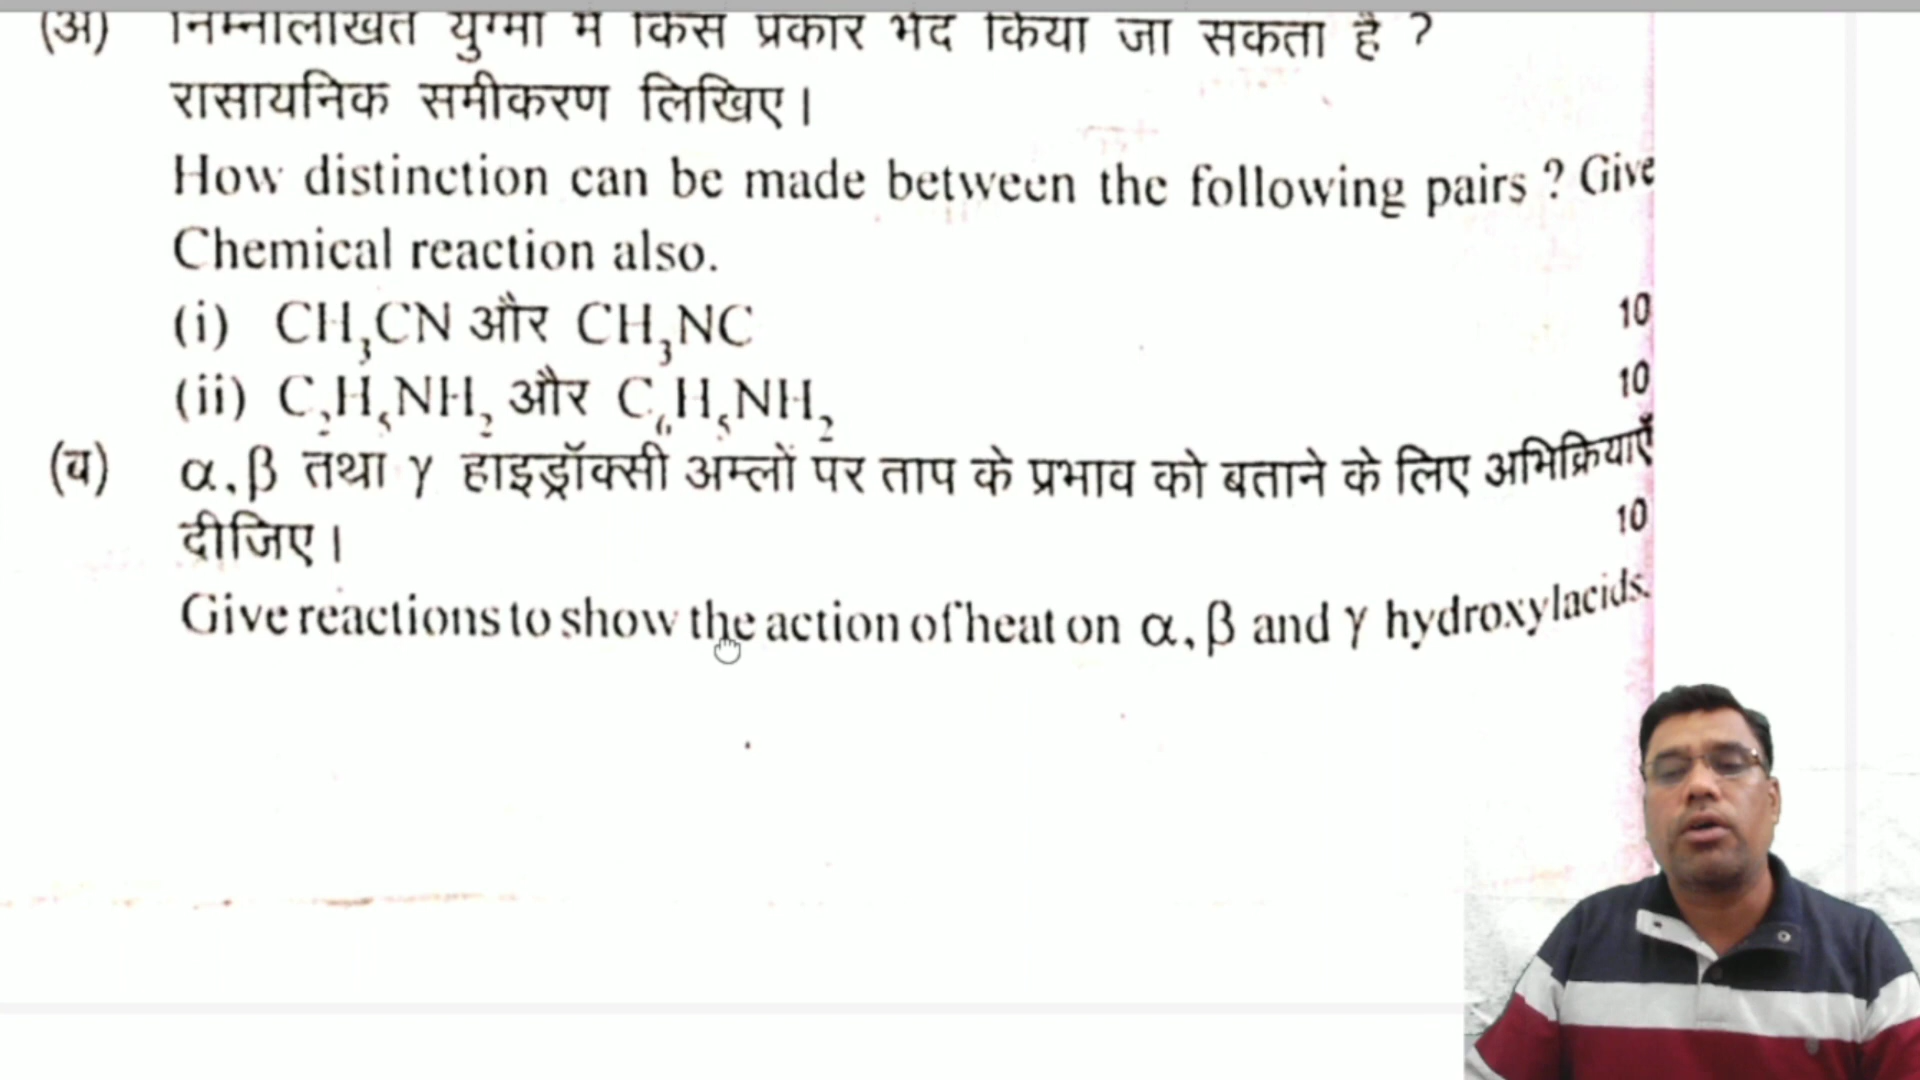 (अ) निम्नलिखित युग्मों में किस प्रकार भेद किया जा सकता है ?
रासायनिक समीकरण लिखिए।
How distinction can be made between the following pairs ? Give
Chemical reaction also.
(i) CH₃CN और CH₃NC 10
(ii) C₂H₅NH₂ और C₆H₅NH₂ 10
(ब) α, β तथा γ हाइड्रॉक्सी अम्लों पर ताप के प्रभाव को बताने के लिए अभिक्रियाएँ
दीजिए। 10
Give reactions to show the action of heat on α, β and γ hydroxylacids.